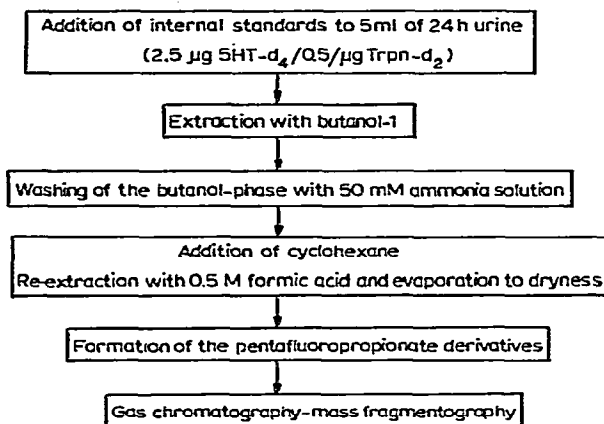 Addition of internal standards to 5ml of 24h urine
(2.5 µg 5HT-d4/0.5/µg Trpn-d2)
Extraction with butanol-1
Washing of the butanol-phase with 50 mM ammonia solution
Addition of cyclohexane
Re-extraction with 0.5 M formic acid and evaporation to dryness
Formation of the pentafluoropropionate derivatives
Gas chromatography-mass fragmentography